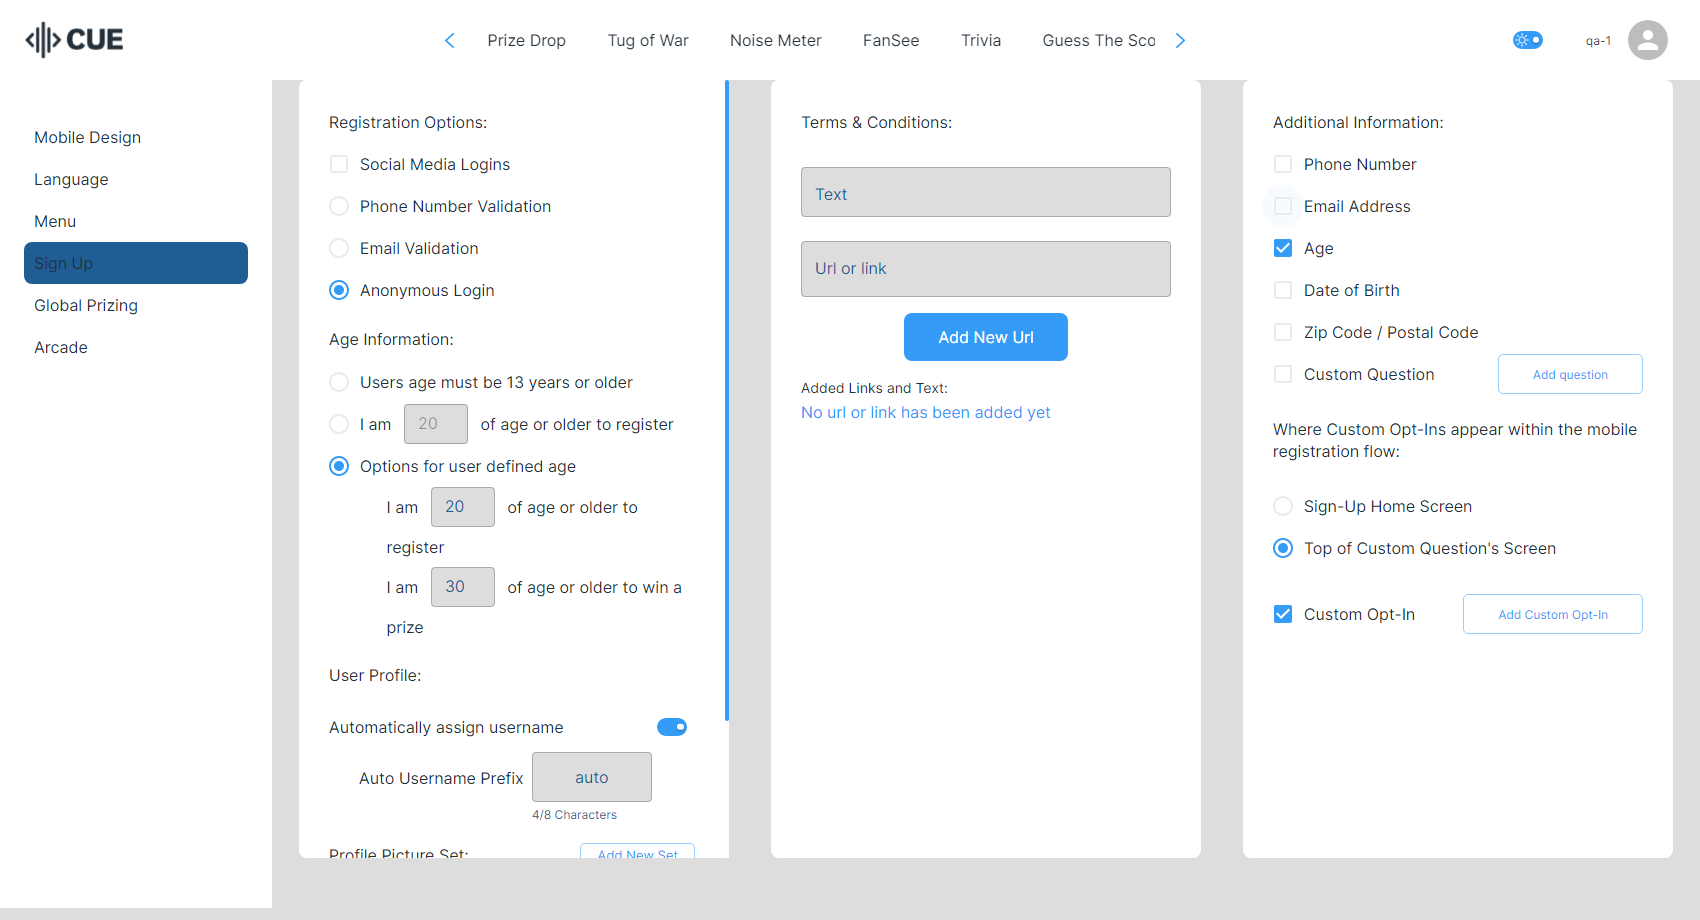 CUE
Prize Drop
Tug of War
Noise Meter
FanSee
Trivia
Guess The Sco
qa-1
Mobile Design
Language
Menu
Sign Up
Global Prizing
Arcade
Registration Options:
Social Media Logins
Phone Number Validation
Email Validation
Anonymous Login
Age Information:
Users age must be 13 years or older
I am 20 of age or older to register
Options for user defined age
I am 20 of age or older to
register
I am 30 of age or older to win a
prize
User Profile:
Automatically assign username
Auto Username Prefix auto
4/8 Characters
Profile Picture Set: Add New Set
Terms & Conditions:
Text
Url or link
Add New Url
Added Links and Text:
No url or link has been added yet
Additional Information:
Phone Number
Email Address
Age
Date of Birth
Zip Code / Postal Code
Custom Question Add question
Where Custom Opt-Ins appear within the mobile
registration flow:
Sign-Up Home Screen
Top of Custom Question's Screen
Custom Opt-In Add Custom Opt-In